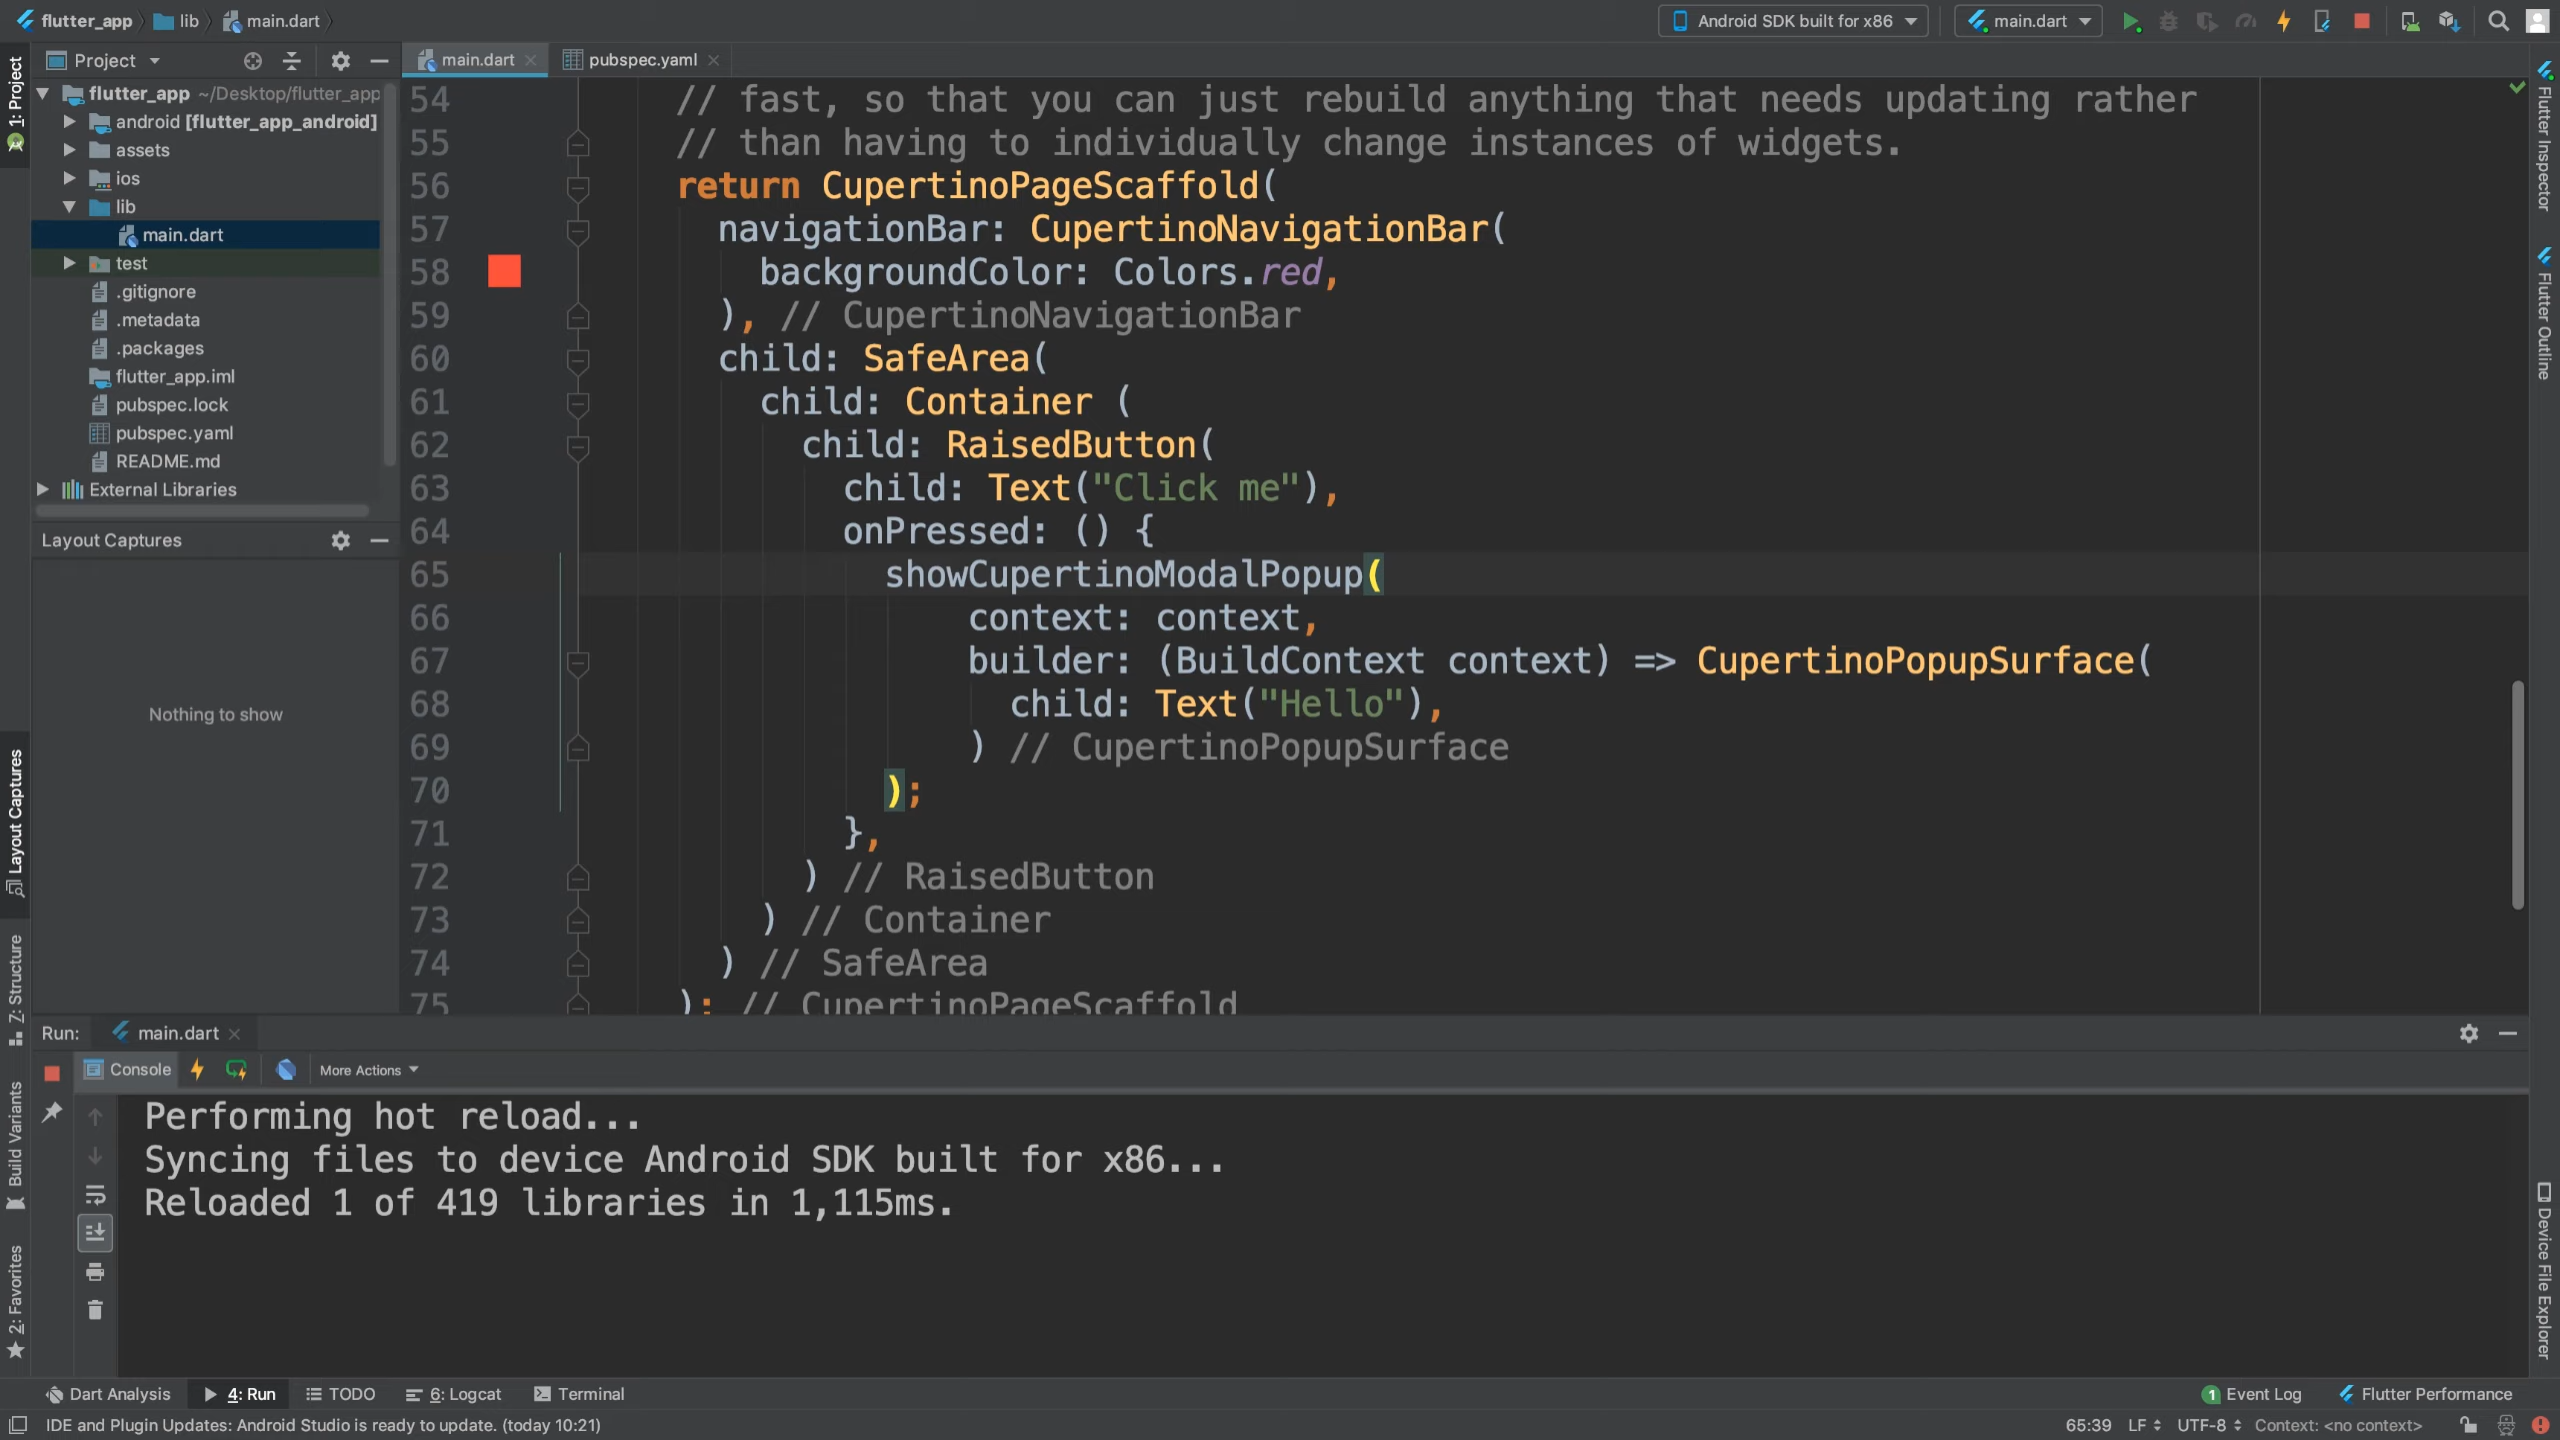 flutter_app
lib
main.dart
Android SDK built for x86
main.dart
Project
main.dart
pubspec.yaml
1: Project
Layout Captures
Z: Structure
Build Variants
2: Favorites
flutter_app ~/Desktop/flutter_app
android [flutter_app_android]
assets
ios
lib
main.dart
test
.gitignore
.metadata
.packages
flutter_app.iml
pubspec.lock
pubspec.yaml
README.md
External Libraries
Layout Captures
Nothing to show
54 // fast, so that you can just rebuild anything that needs updating rather
55 // than having to individually change instances of widgets.
56 return CupertinoPageScaffold(
57 navigationBar: CupertinoNavigationBar(
58 backgroundColor: Colors.red,
59 ), // CupertinoNavigationBar
60 child: SafeArea(
61 child: Container (
62 child: RaisedButton(
63 child: Text("Click me"),
64 onPressed: () {
65 showCupertinoModalPopup(
66 context: context,
67 builder: (BuildContext context) => CupertinoPopupSurface(
68 child: Text("Hello"),
69 ) // CupertinoPopupSurface
70 );
71 },
72 ) // RaisedButton
73 ) // Container
74 ) // SafeArea
75 ); // CupertinoPageScaffold
Flutter Inspector
Flutter Outline
Device File Explorer
Run: main.dart
Console
More Actions
Performing hot reload...
Syncing files to device Android SDK built for x86...
Reloaded 1 of 419 libraries in 1,115ms.
Dart Analysis
4: Run
TODO
6: Logcat
Terminal
1 Event Log
Flutter Performance
IDE and Plugin Updates: Android Studio is ready to update. (today 10:21)
65:39 LF UTF-8 Context: <no context>